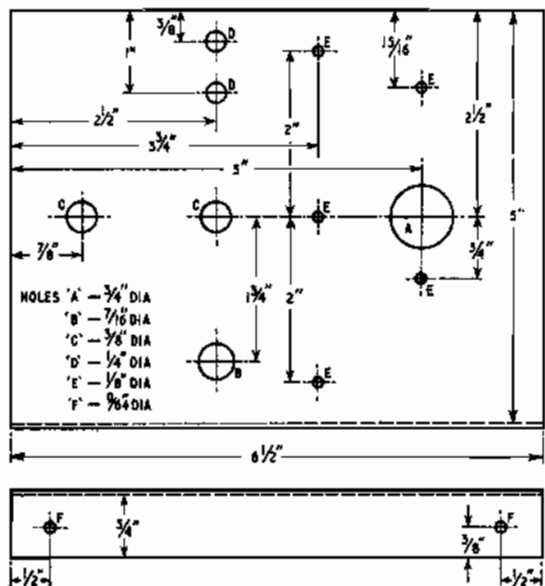 3/8" D E 15/16"
1" D E
2 1/2" 2" 2 1/2"
3 3/4"
5"
C C E A 5"
7/8" 3/4"
HOLES 'A' — 3/4" DIA 1 3/4" 2" E
'B' — 7/16" DIA
'C' — 3/8" DIA
'D' — 1/4" DIA B E
'E' — 1/8" DIA
'F' — 9/64 DIA
6 1/2"
F 3/4" F
3/8"
1/2" 1/2"